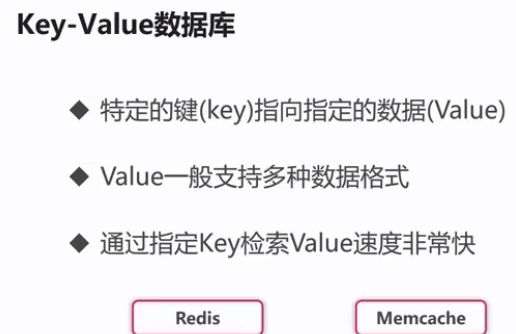 Key-Value数据库
◆ 特定的键(key)指向指定的数据(Value)
◆ Value一般支持多种数据格式
◆ 通过指定Key检索Value速度非常快
Redis Memcache